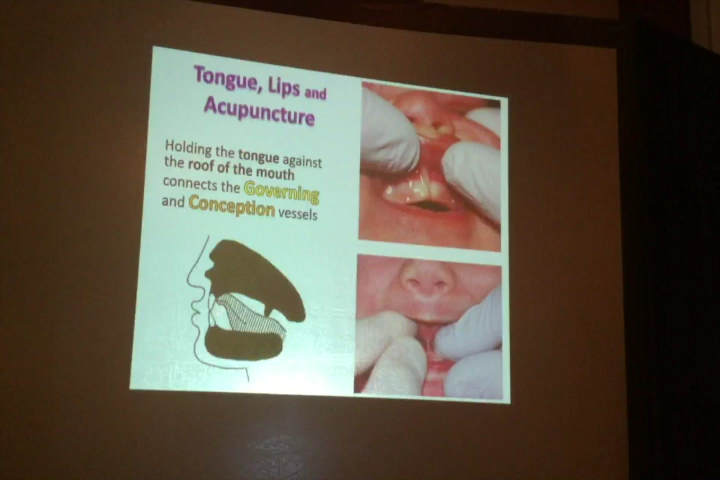 Tongue, Lips and
Acupuncture
Holding the tongue against
the roof of the mouth
connects the Governing
and Conception vessels